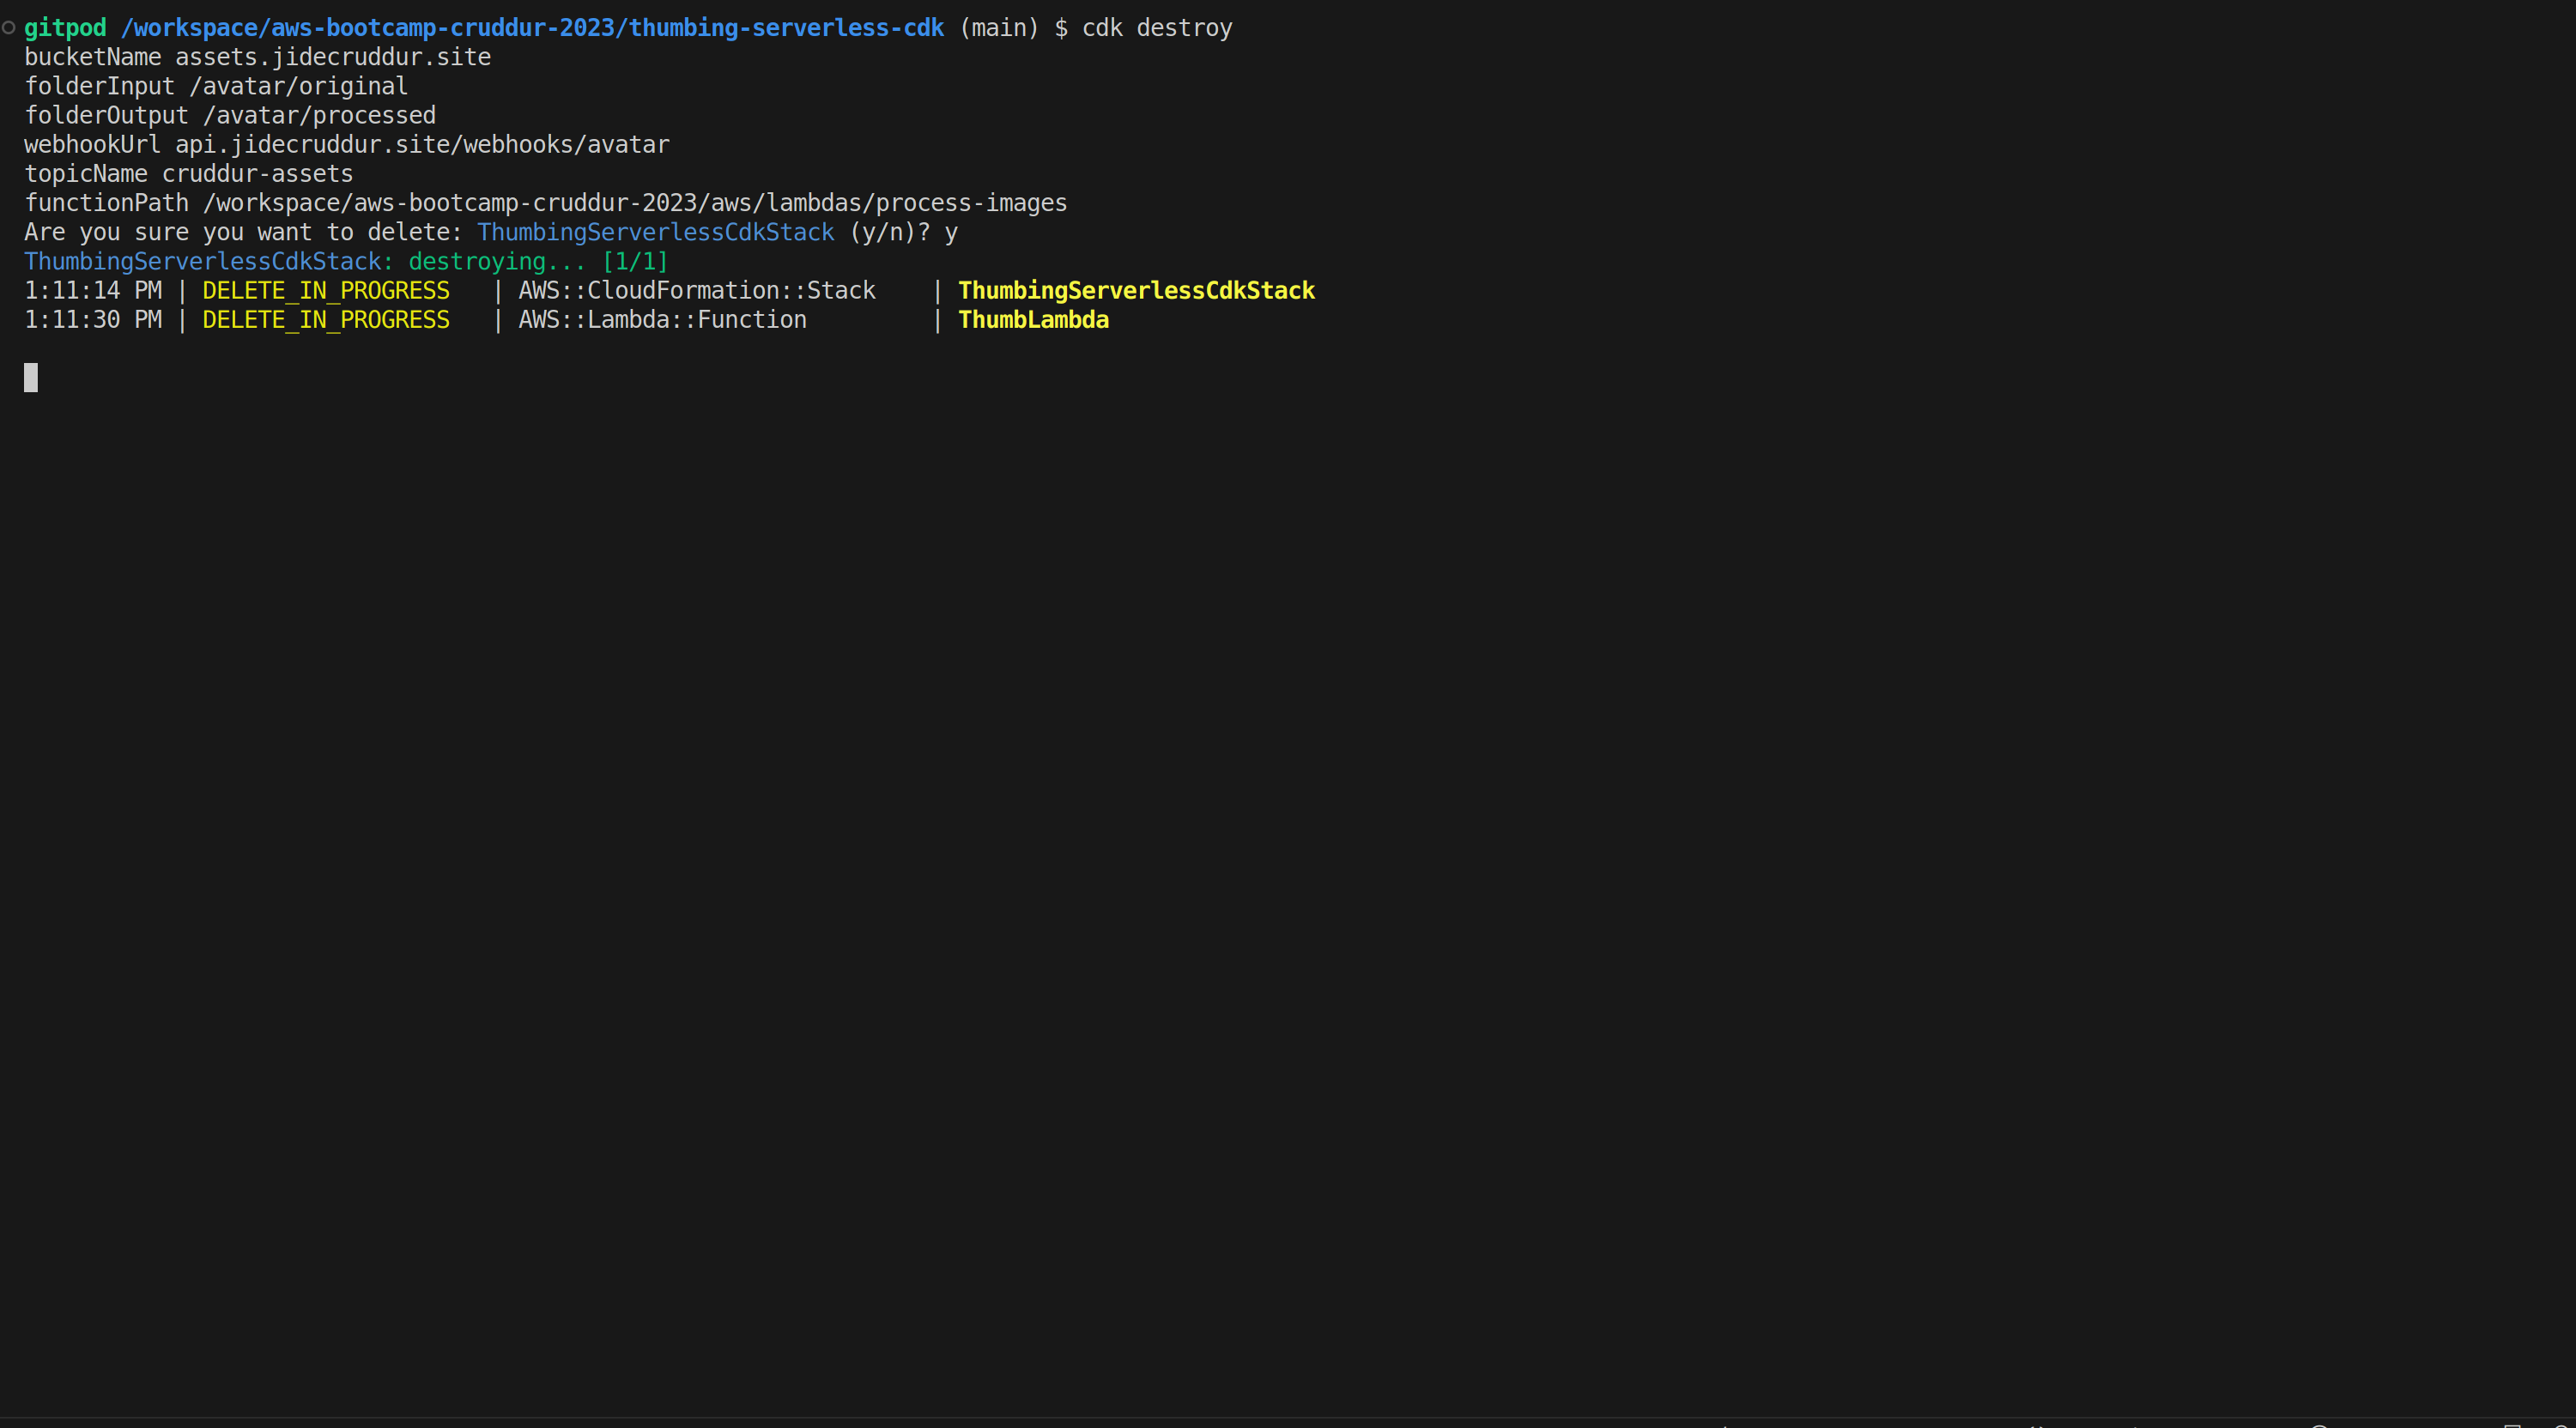 gitpod /workspace/aws-bootcamp-cruddur-2023/thumbing-serverless-cdk (main) $ cdk destroy
bucketName assets.jidecruddur.site
folderInput /avatar/original
folderOutput /avatar/processed
webhookUrl api.jidecruddur.site/webhooks/avatar
topicName cruddur-assets
functionPath /workspace/aws-bootcamp-cruddur-2023/aws/lambdas/process-images
Are you sure you want to delete: ThumbingServerlessCdkStack (y/n)? y
ThumbingServerlessCdkStack: destroying... [1/1]
1:11:14 PM | DELETE_IN_PROGRESS   | AWS::CloudFormation::Stack    | ThumbingServerlessCdkStack
1:11:30 PM | DELETE_IN_PROGRESS   | AWS::Lambda::Function         | ThumbLambda